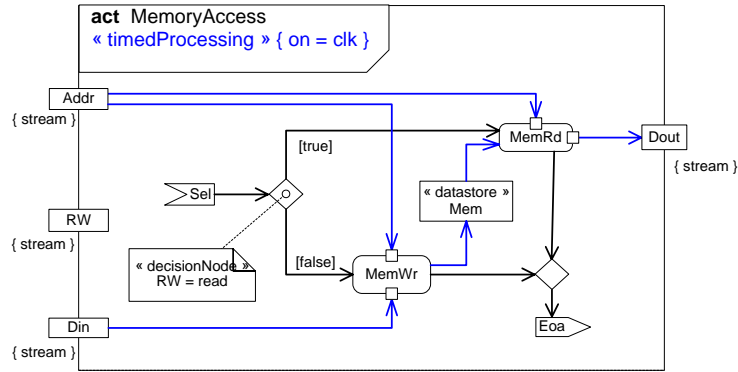 act MemoryAccess
« timedProcessing » { on = clk }
Addr
{ stream }
MemRd
Dout
{ stream }
[true]
Sel
« datastore »
Mem
RW
{ stream }
« decisionNode »
RW = read
[false]
MemWr
Din
{ stream }
Eoa